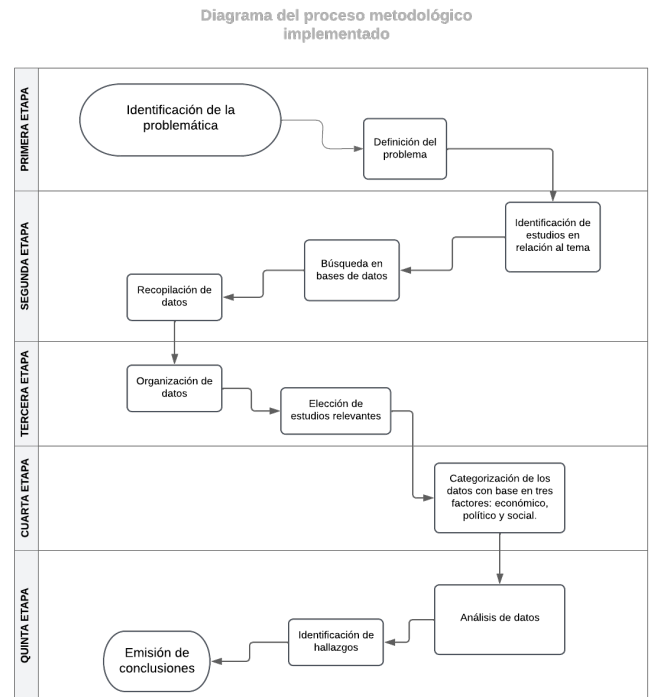 Diagrama del proceso metodológico
implementado
PRIMERA ETAPA
Identificación de la
problemática
Definición del
problema
SEGUNDA ETAPA
Identificación de
estudios en
relación al tema
Búsqueda en
bases de datos
Recopilación de
datos
TERCERA ETAPA
Organización de
datos
Elección de
estudios relevantes
CUARTA ETAPA
Categorización de los
datos con base en tres
factores: económico,
político y social.
QUINTA ETAPA
Análisis de datos
Identificación de
hallazgos
Emisión de
conclusiones